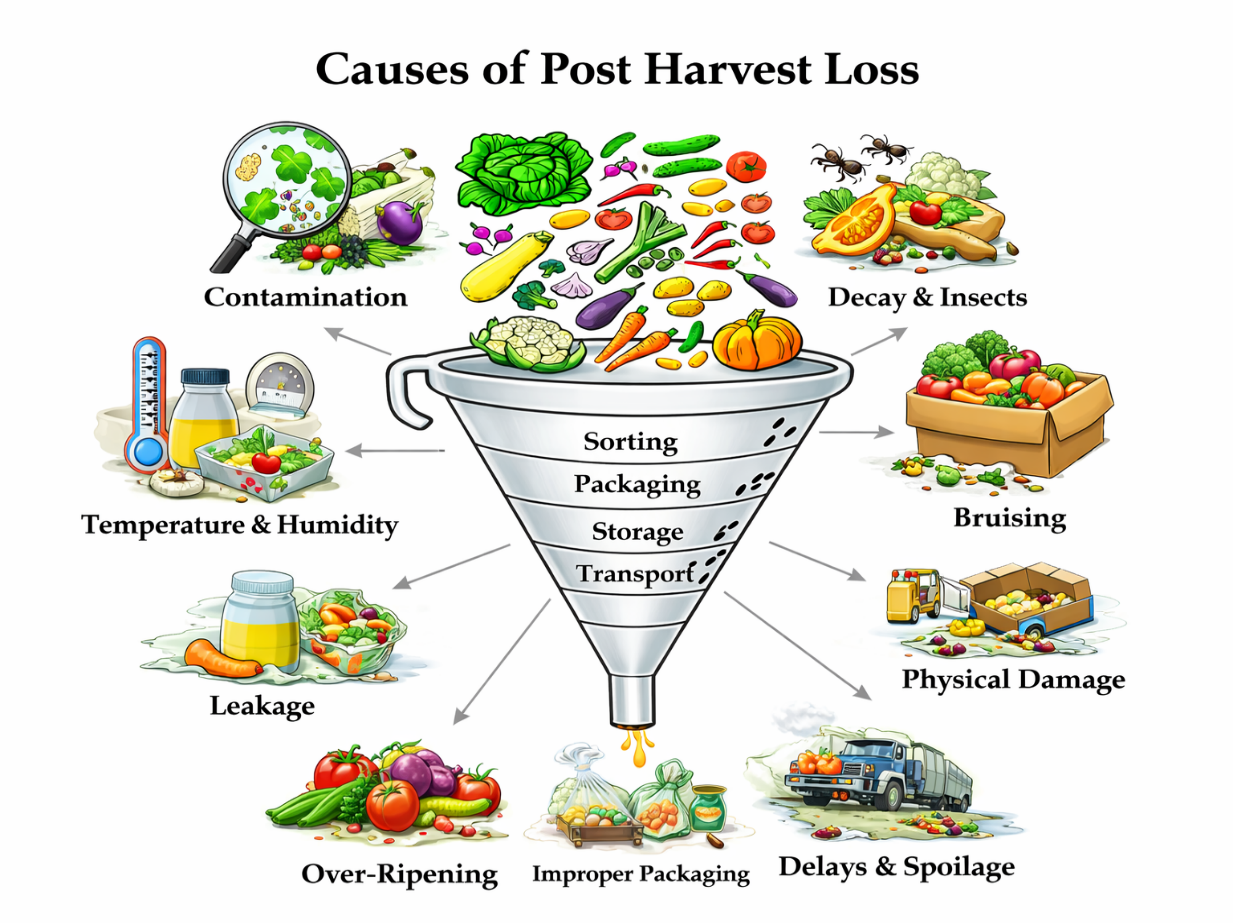 Causes of Post Harvest Loss
Contamination
Decay & Insects
Sorting
Packaging
Storage
Transport
Temperature & Humidity
Bruising
Leakage
Physical Damage
Over-Ripening
Improper Packaging
Delays & Spoilage